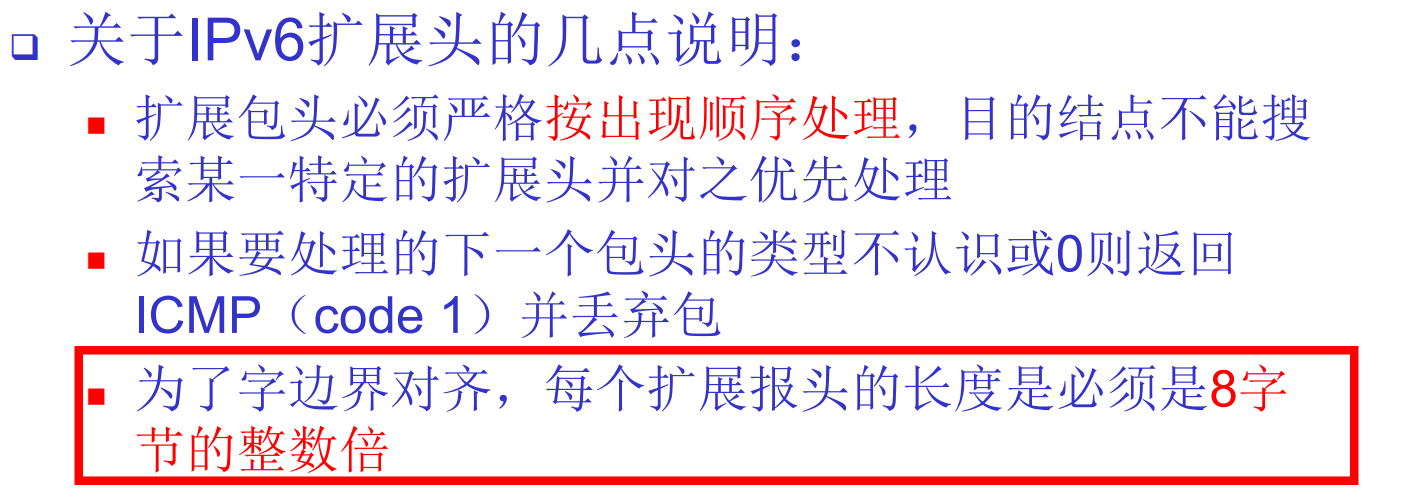 关于IPv6扩展头的几点说明：
扩展包头必须严格按出现顺序处理，目的结点不能搜
索某一特定的扩展头并对之优先处理
如果要处理的下一个包头的类型不认识或0则返回
ICMP（code 1）并丢弃包
为了字边界对齐，每个扩展报头的长度是必须是8字
节的整数倍